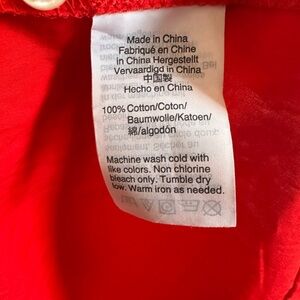 Made in China
Fabriqué en Chine
in China Hergestellt
Vervaardigd in China
中国製
Hecho en China
100% Cotton/Coton/
Baumwolle/Katoen/
綿/algodón
Machine wash cold with
like colors. Non chlorine
bleach only. Tumble dry
low. Warm iron as needed.